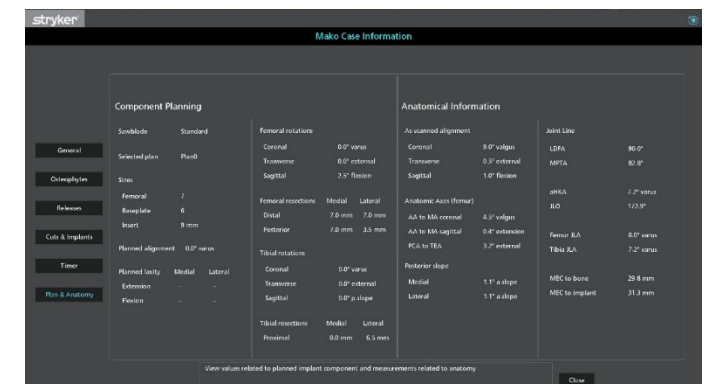 stryker
Mako Case Information
General
Osteophytes
Releases
Cuts & Implants
Timer
Plan & Anatomy
Component Planning
Sawblade Standard
Selected plan Plan0
Sizes
Femoral 7
Baseplate 6
Insert 9 mm
Planned alignment 0.0° varus
Planned laxity Medial Lateral
Extension -- --
Flexion -- --
Femoral rotations
Coronal 0.0° varus
Transverse 0.0° external
Sagittal 2.5° flexion
Femoral resections Medial Lateral
Distal 7.0 mm 7.0 mm
Posterior 7.0 mm 3.5 mm
Tibial rotations
Coronal 0.0° varus
Transverse 0.0° external
Sagittal 0.0° p slope
Tibial resections Medial Lateral
Proximal 0.0 mm 6.5 mm
Anatomical Information
As scanned alignment
Coronal 9.0° valgus
Transverse 0.5° external
Sagittal 1.0° flexion
Anatomic Axes (femur)
AA to MA coronal 4.5° valgus
AA to MA sagittal 0.4° extension
PCA to TEA 3.2° external
Posterior slope
Medial 1.1° a slope
Lateral 1.1° a slope
Joint Line
LDFA 90.0°
MPTA
aHKA 7.2° varus
JLO 172.9°
Femur JLA 0.0° varus
Tibia JLA 7.2° varus
MEC to bone 29.8 mm
MEC to implant 31.3 mm
View values related to planned implant component and measurements related to anatomy
Close